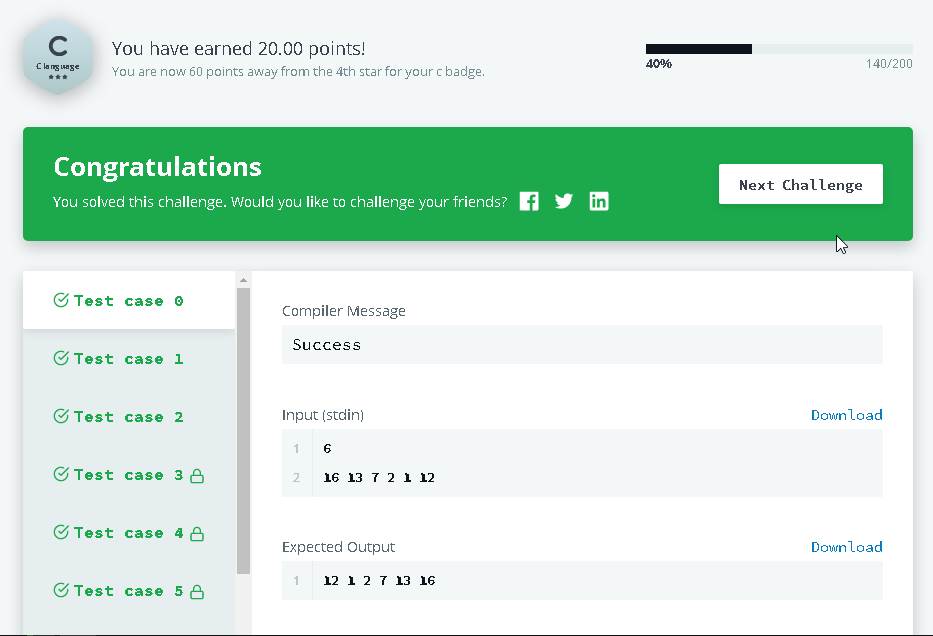 C
C language
You have earned 20.00 points!
You are now 60 points away from the 4th star for your c badge.
40%
140/200
Congratulations
You solved this challenge. Would you like to challenge your friends?
Next Challenge
Test case 0
Test case 1
Test case 2
Test case 3
Test case 4
Test case 5
Compiler Message
Success
Input (stdin)
Download
1 6
2 16 13 7 2 1 12
Expected Output
Download
1 12 1 2 7 13 16